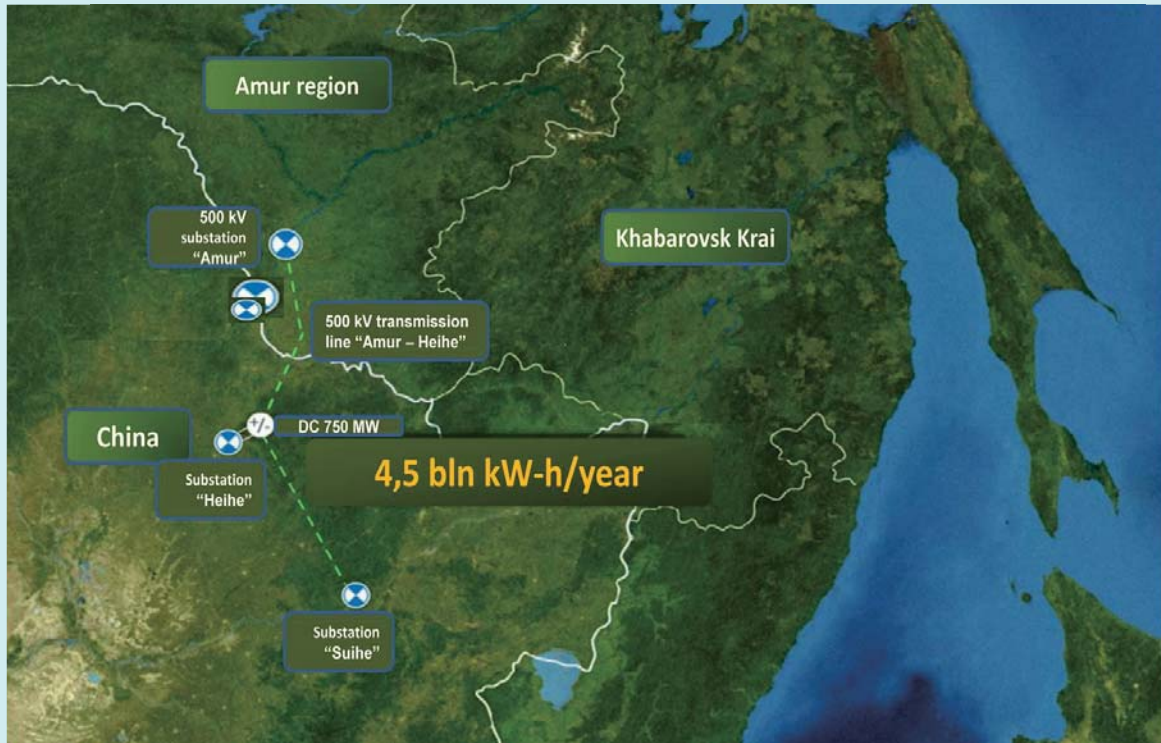 Amur region
500 kV
substation
“Amur”
Khabarovsk Krai
500 kV transmission
line “Amur – Heihe”
+/-
DC 750 MW
China
4,5 bln kW-h/year
Substation
“Heihe”
Substation
“Suihe”